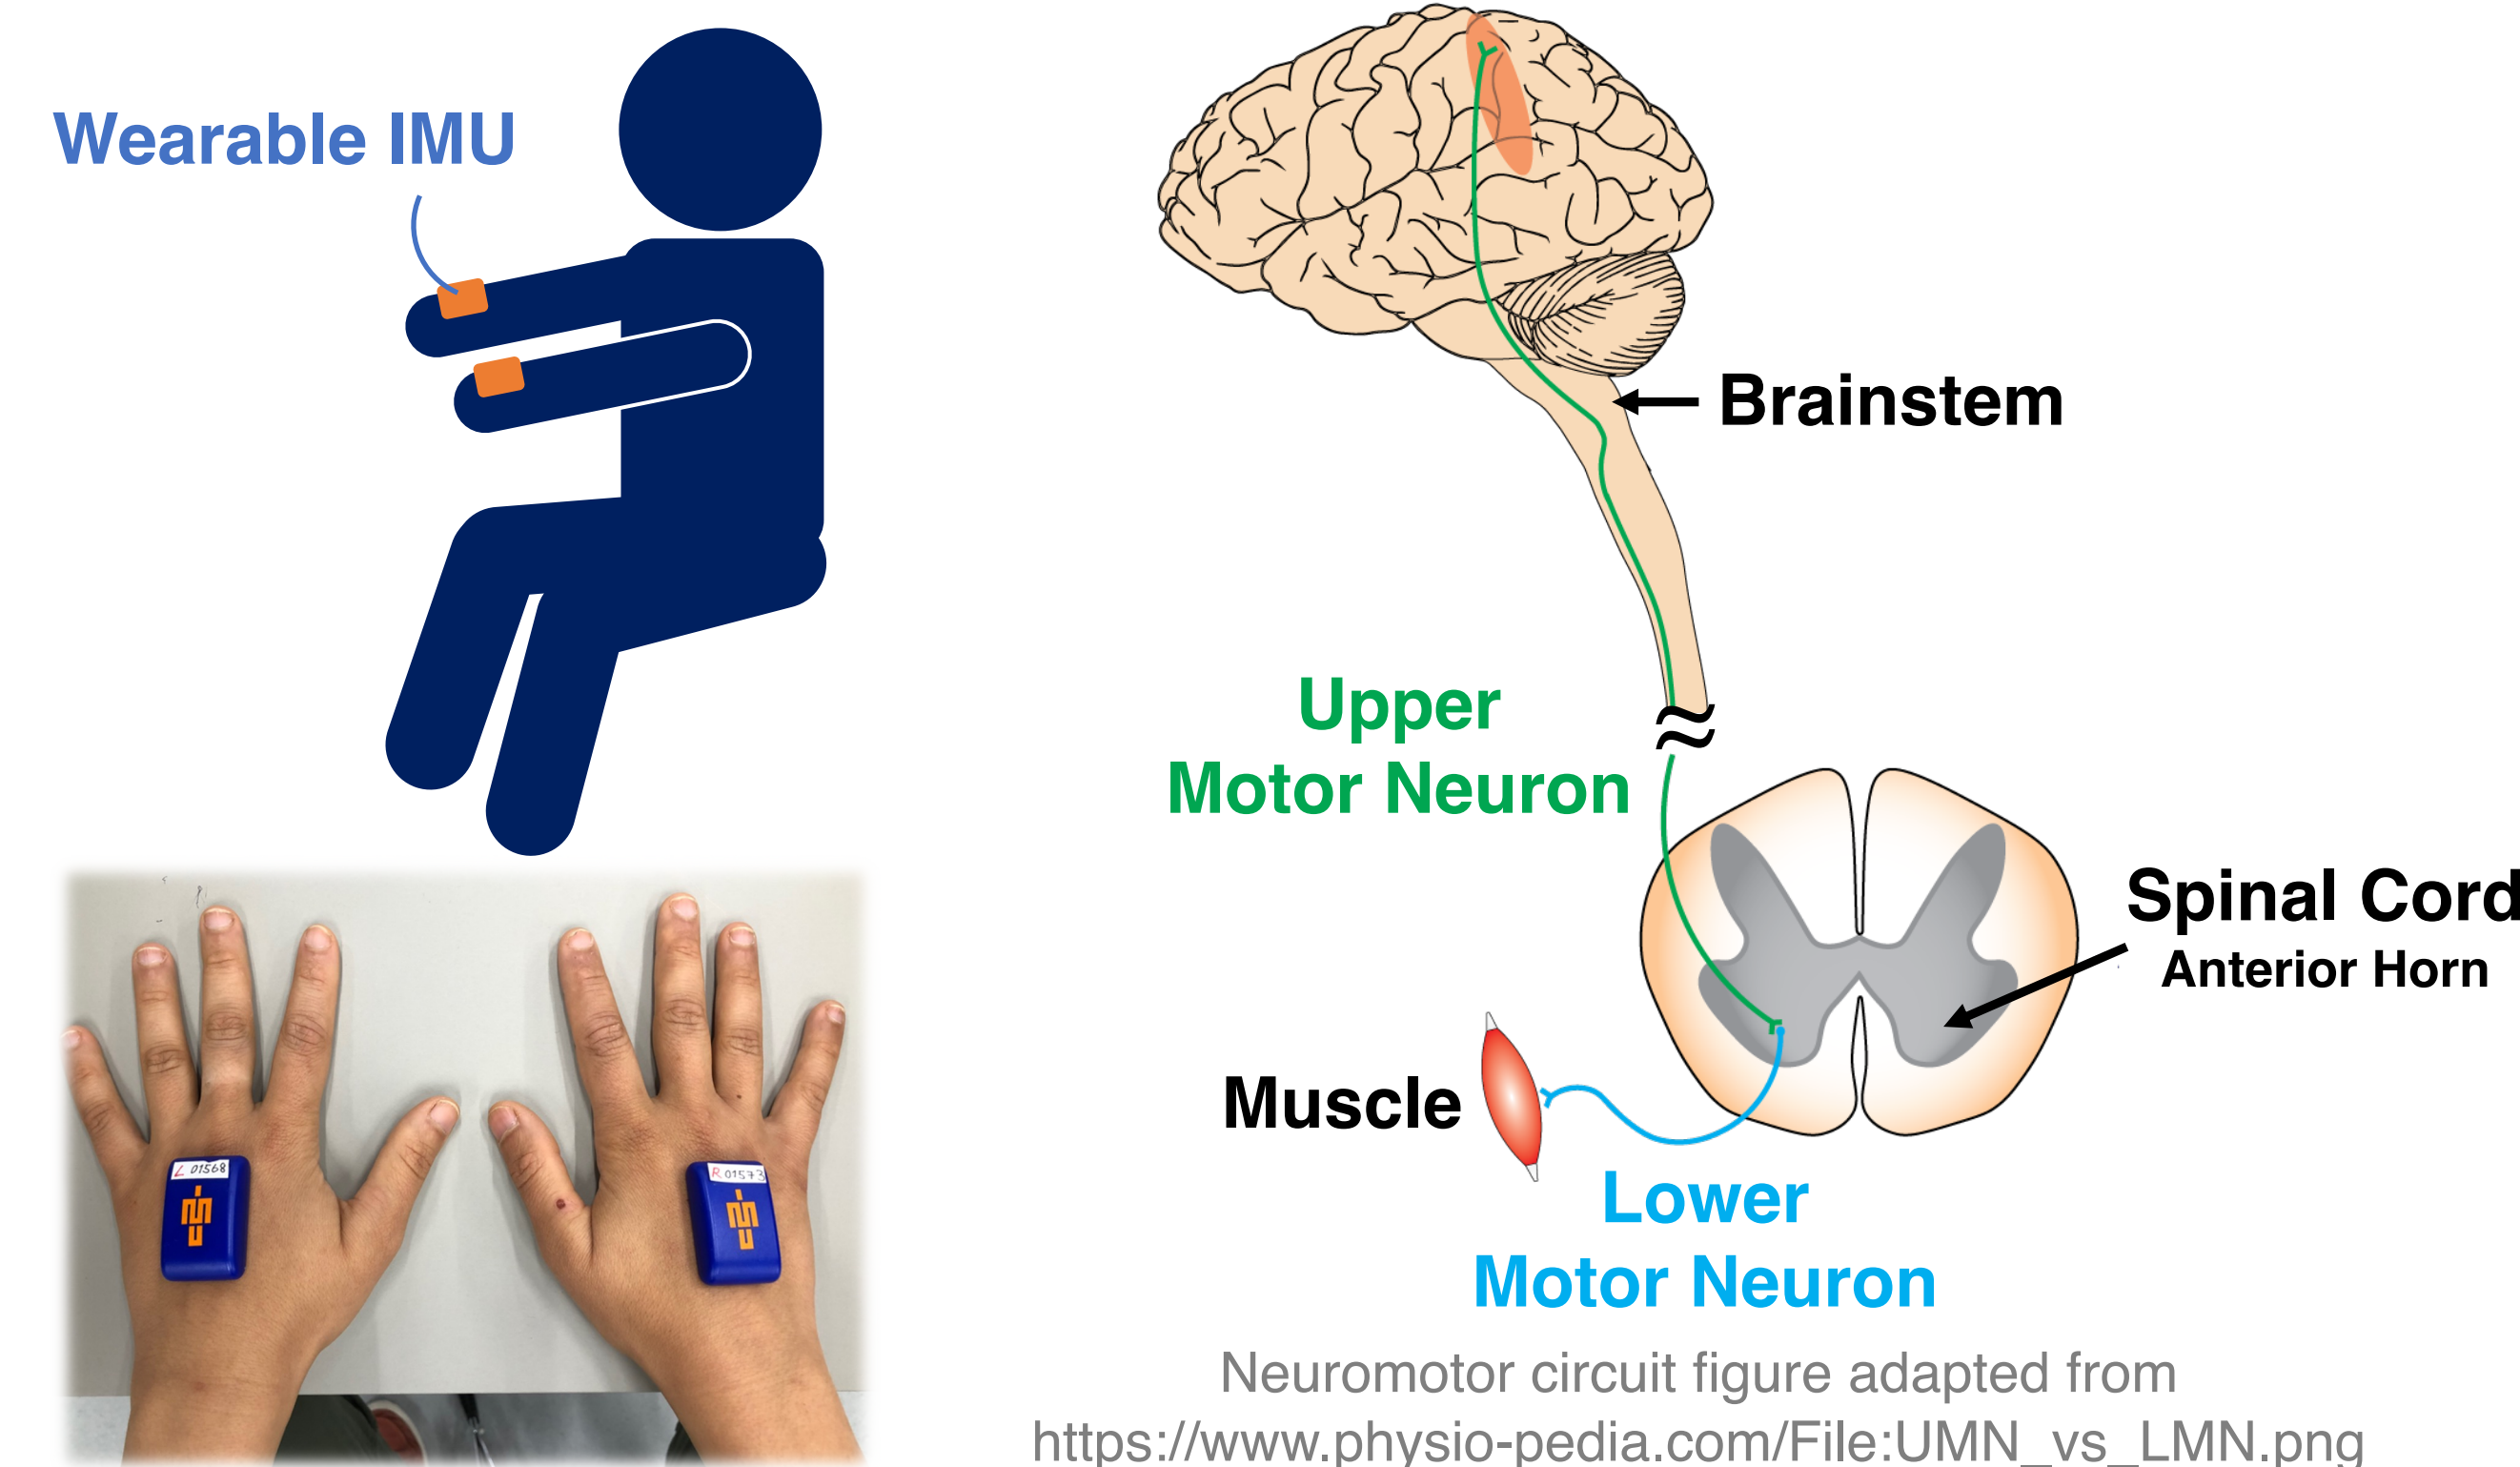 Wearable IMU
L 01568
R 01573
Brainstem
Upper
Motor Neuron
Spinal Cord
Anterior Horn
Muscle
Lower
Motor Neuron
Neuromotor circuit figure adapted from
https://www.physio-pedia.com/File:UMN_vs_LMN.png